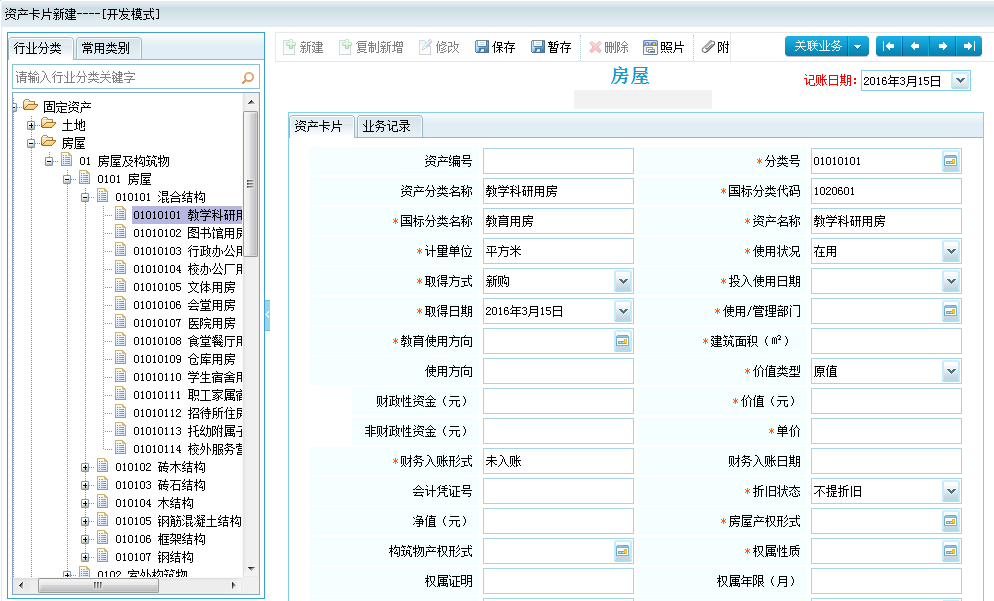 资产卡片新建----[开发模式]
行业分类 常用类别
请输入行业分类关键字
固定资产
土地
房屋
01 房屋及构筑物
0101 房屋
010101 混合结构
01010101 教学科研用
01010102 图书馆用房
01010103 行政办公用
01010104 校办公厂用
01010105 文体用房
01010106 会堂用房
01010107 医院用房
01010108 食堂餐厅用
01010109 仓库用房
01010110 学生宿舍用
01010111 职工家属宿
01010112 招待所住房
01010113 托幼附属子
01010114 校外服务营
010102 砖木结构
010103 砖石结构
010104 木结构
010105 钢筋混凝土结构
010106 框架结构
010107 钢结构
0102 室外构筑物
新建 复制新增 修改 保存 暂存 删除 照片 附 关联业务
房屋
记账日期: 2016年3月15日
资产卡片 业务记录
资产编号 *分类号 01010101
资产分类名称 教学科研用房 *国标分类代码 1020601
*国标分类名称 教育用房 *资产名称 教学科研用房
*计量单位 平方米 *使用状况 在用
*取得方式 新购 *投入使用日期
*取得日期 2016年3月15日 *使用/管理部门
*教育使用方向 *建筑面积（㎡）
使用方向 *价值类型 原值
财政性资金（元） *价值（元）
非财政性资金（元） *单价
*财务入账形式 未入账 财务入账日期
会计凭证号 *折旧状态 不提折旧
净值（元） *房屋产权形式
构筑物产权形式 *权属性质
权属证明 权属年限（月）